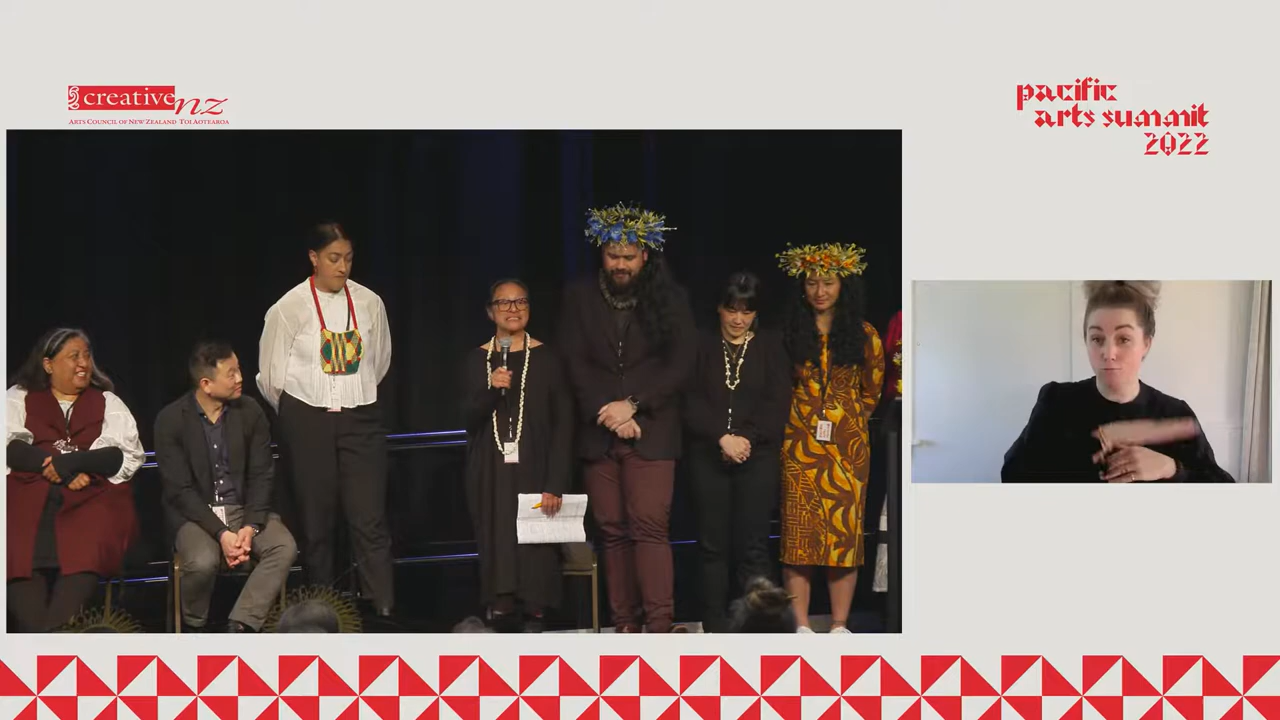 creative nz
ARTS COUNCIL OF NEW ZEALAND TOI AOTEAROA
pacific
arts summit
2022